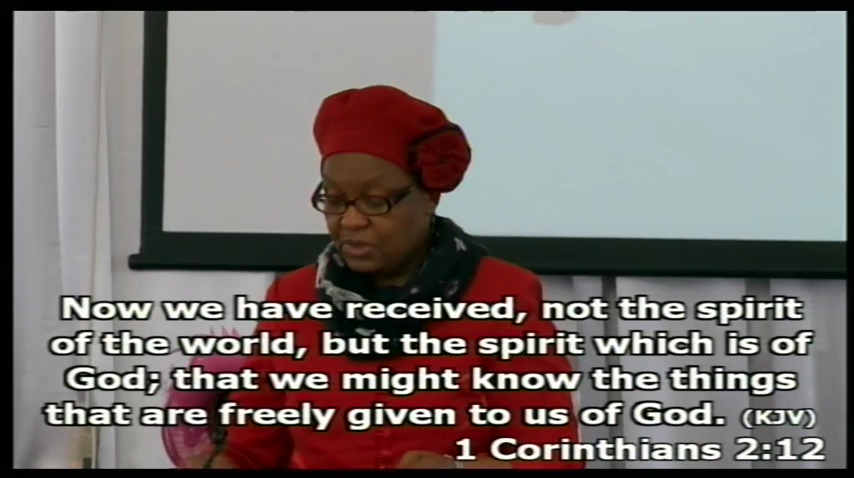 Now we have received, not the spirit
of the world, but the spirit which is of
God; that we might know the things
that are freely given to us of God. (KJV)
1 Corinthians 2:12